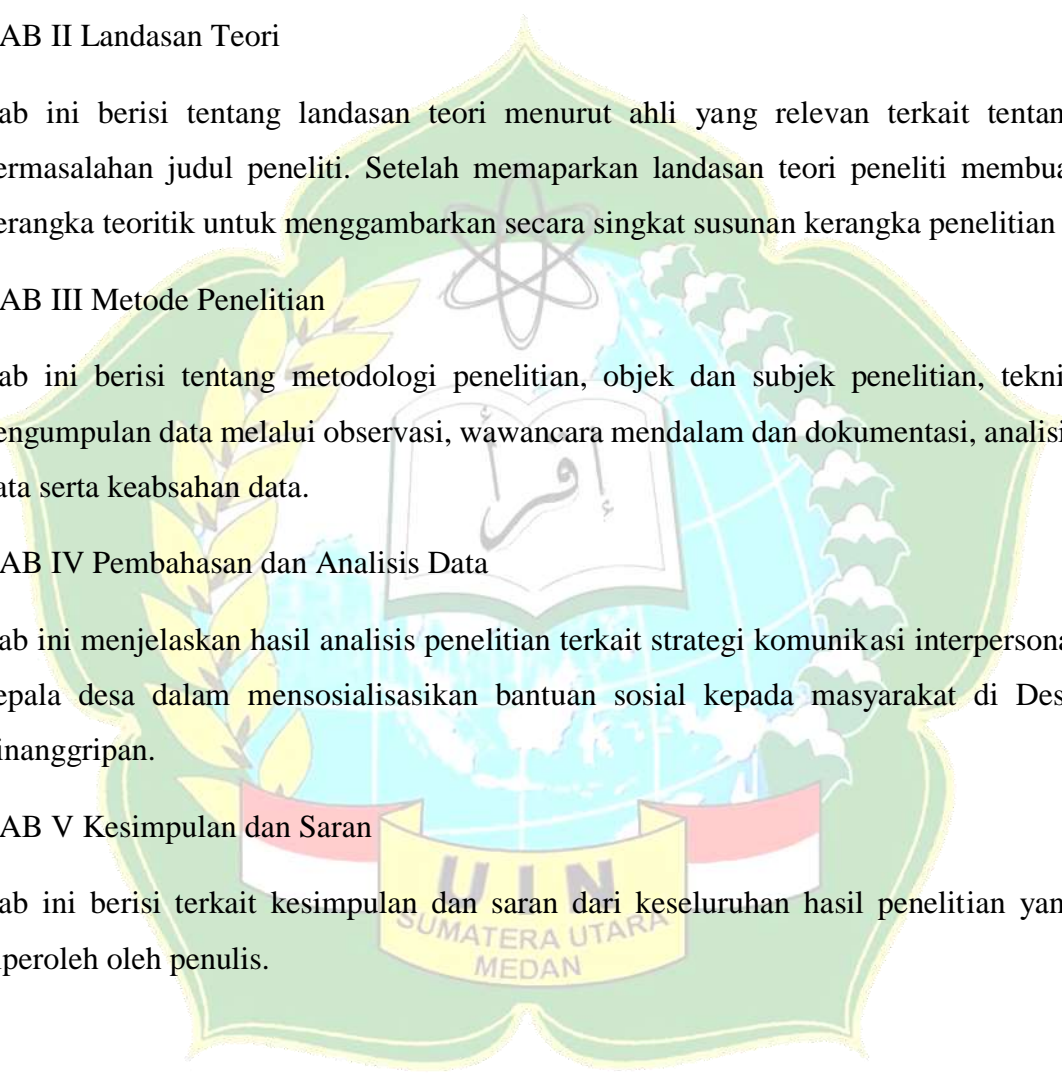 AB II Landasan Teori
ab ini berisi tentang landasan teori menurut ahli yang relevan terkait tentan
ermasalahan judul peneliti. Setelah memaparkan landasan teori peneliti membua
erangka teoritik untuk menggambarkan secara singkat susunan kerangka penelitian
AB III Metode Penelitian
ab ini berisi tentang metodologi penelitian, objek dan subjek penelitian, tekni
engumpulan data melalui observasi, wawancara mendalam dan dokumentasi, analisi
ata serta keabsahan data.
إقرأ
AB IV Pembahasan dan Analisis Data
ab ini menjelaskan hasil analisis penelitian terkait strategi komunikasi interpersona
epala desa dalam mensosialisasikan bantuan sosial kepada masyarakat di Des
inanggripan.
AB V Kesimpulan dan Saran
ab ini berisi terkait kesimpulan dan saran dari keseluruhan hasil penelitian yan
iperoleh oleh penulis.
UIN
SUMATERA UTARA
MEDAN